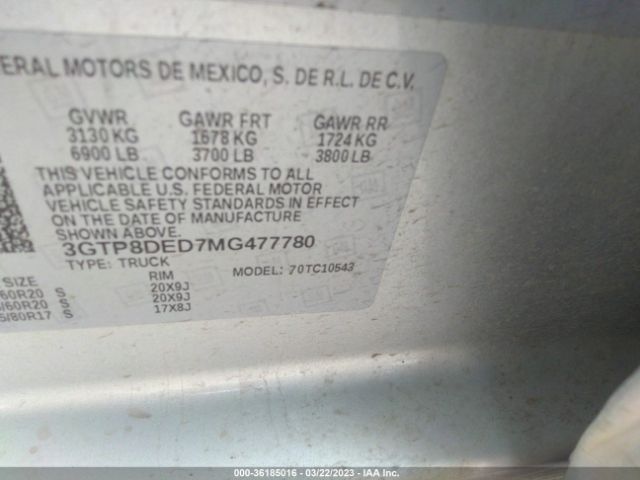 ERAL MOTORS DE MEXICO, S. DE R.L. DE C.V.
GVWR GAWR FRT GAWR RR
3130 KG 1678 KG 1724 KG
6900 LB 3700 LB 3800 LB
THIS VEHICLE CONFORMS TO ALL
APPLICABLE U.S. FEDERAL MOTOR
VEHICLE SAFETY STANDARDS IN EFFECT
ON THE DATE OF MANUFACTURE
SHOWN ABOVE.
3GTP8DED7MG477780
TYPE: TRUCK MODEL: 70TC10543
SIZE RIM
60R20 S 20X9J
/60R20 S 20X9J
5/80R17 S 17X8J
000-36185016 - 03/22/2023 - IAA Inc.